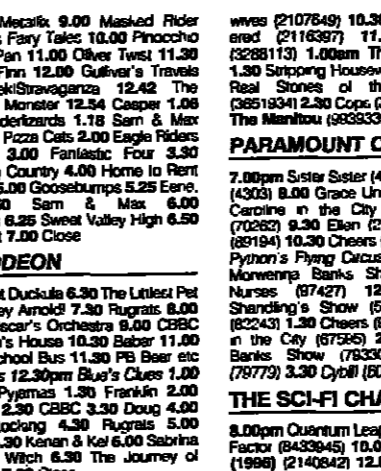 Metalix 9.00 Masked Rider
Fairy Tales 10.00 Pinocchio
Pan 11.00 Oliver Twist 11.30
Finn 12.00 Gulliver's Travels
ek!Stravaganza 12.42 The
Monster 12.54 Casper 1.06
derlizards 1.18 Sam & Max
Pizza Cats 2.00 Eagle Riders
3.00 Fantastic Four 3.30
Country 4.00 Home to Rent
5.00 Goosebumps 5.25 Eerie,
Sam & Max 6.00
6.25 Sweet Valley High 6.50
7.00 Close
DEON
Duckula 6.30 The Littlest Pet
ey Arnold! 7.30 Rugrats 8.00
scar's Orchestra 9.00 CBBC
's House 10.30 Babar 11.00
hool Bus 11.30 PB Bear etc
s 12.30pm Blue's Clues 1.00
Pyjamas 1.30 Franklin 2.00
2.30 CBBC 3.30 Doug 4.00
4.30 Rugrats 5.00
.30 Kenan & Kel 6.00 Sabrina
Witch 6.30 The Journey of
wives (2107649) 10.30
ered (2116397) 11.
(3288113) 1.00am Th
1.30 Stripping Housew
Real Stories of th
(3651934) 2.30 Cops (
The Manitou (993933
PARAMOUNT C
7.00pm Sister Sister (4
(4303) 8.00 Grace Un
Caroline in the City
(70262) 9.30 Ellen (2
(89194) 10.30 Cheers
Python's Flying Circus
Morwenna Banks Sh
Nurses (97427) 12.
Shandling's Show (5
(83243) 1.30 Cheers (8
in the City (67595) 2
Banks Show (7933
(79779) 3.30 Cybill (60
THE SCI-FI CHA
8.00pm Quantum Leap
Factor (8433945) 10.0
(1996) (2140842) 12.